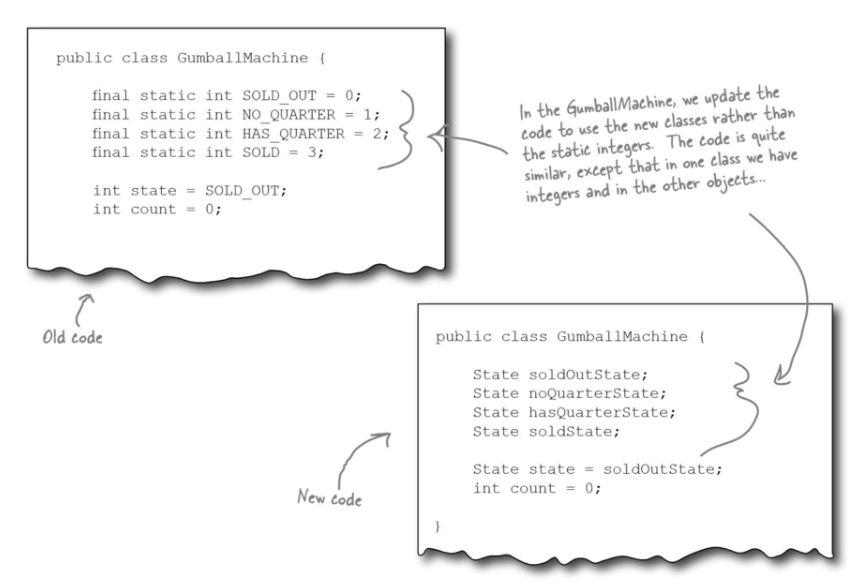 public class GumballMachine {
final static int SOLD_OUT = 0;
final static int NO_QUARTER = 1;
final static int HAS_QUARTER = 2;
final static int SOLD = 3;
int state = SOLD_OUT;
int count = 0;
Old code
In the GumballMachine, we update the
code to use the new classes rather than
the static integers. The code is quite
similar, except that in one class we have
integers and in the other objects...
public class GumballMachine {
State soldOutState;
State noQuarterState;
State hasQuarterState;
State soldState;
State state = soldOutState;
int count = 0;
}
New code